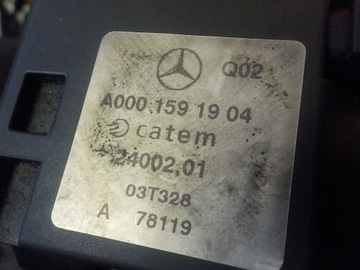 Q02
A000 159 19 04
catem
24002,01
03T328
A 78119